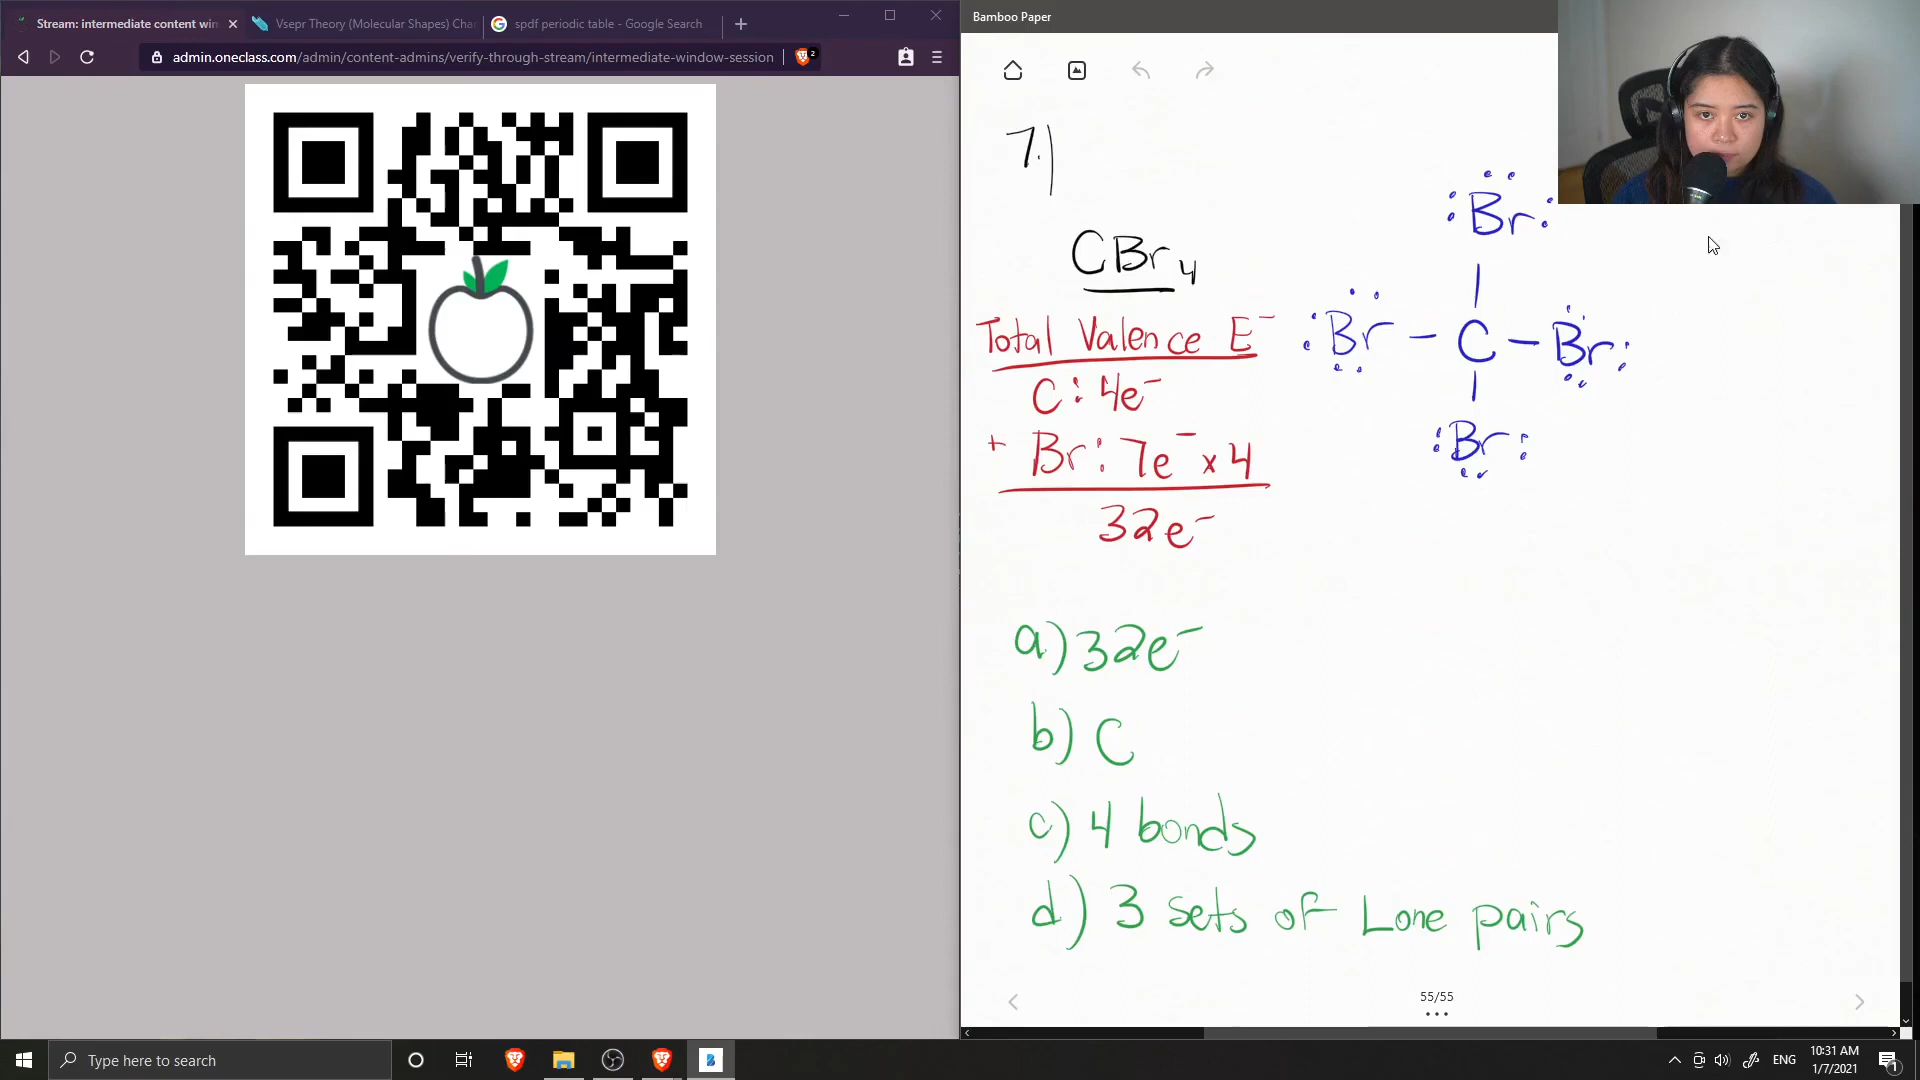 Stream: intermediate content win
Vsepr Theory (Molecular Shapes) Char
spdf periodic table - Google Search
admin.oneclass.com/admin/content-admins/verify-through-stream/intermediate-window-session
2
Bamboo Paper
7.)
CBr4
Total Valence E⁻
C: 4e⁻
+ Br: 7e⁻ x 4
32e⁻
Br
Br - C - Br
Br
a) 32e⁻
b) C
c) 4 bonds
d) 3 sets of Lone pairs
55/55
Type here to search
ENG
10:31 AM
1/7/2021
1